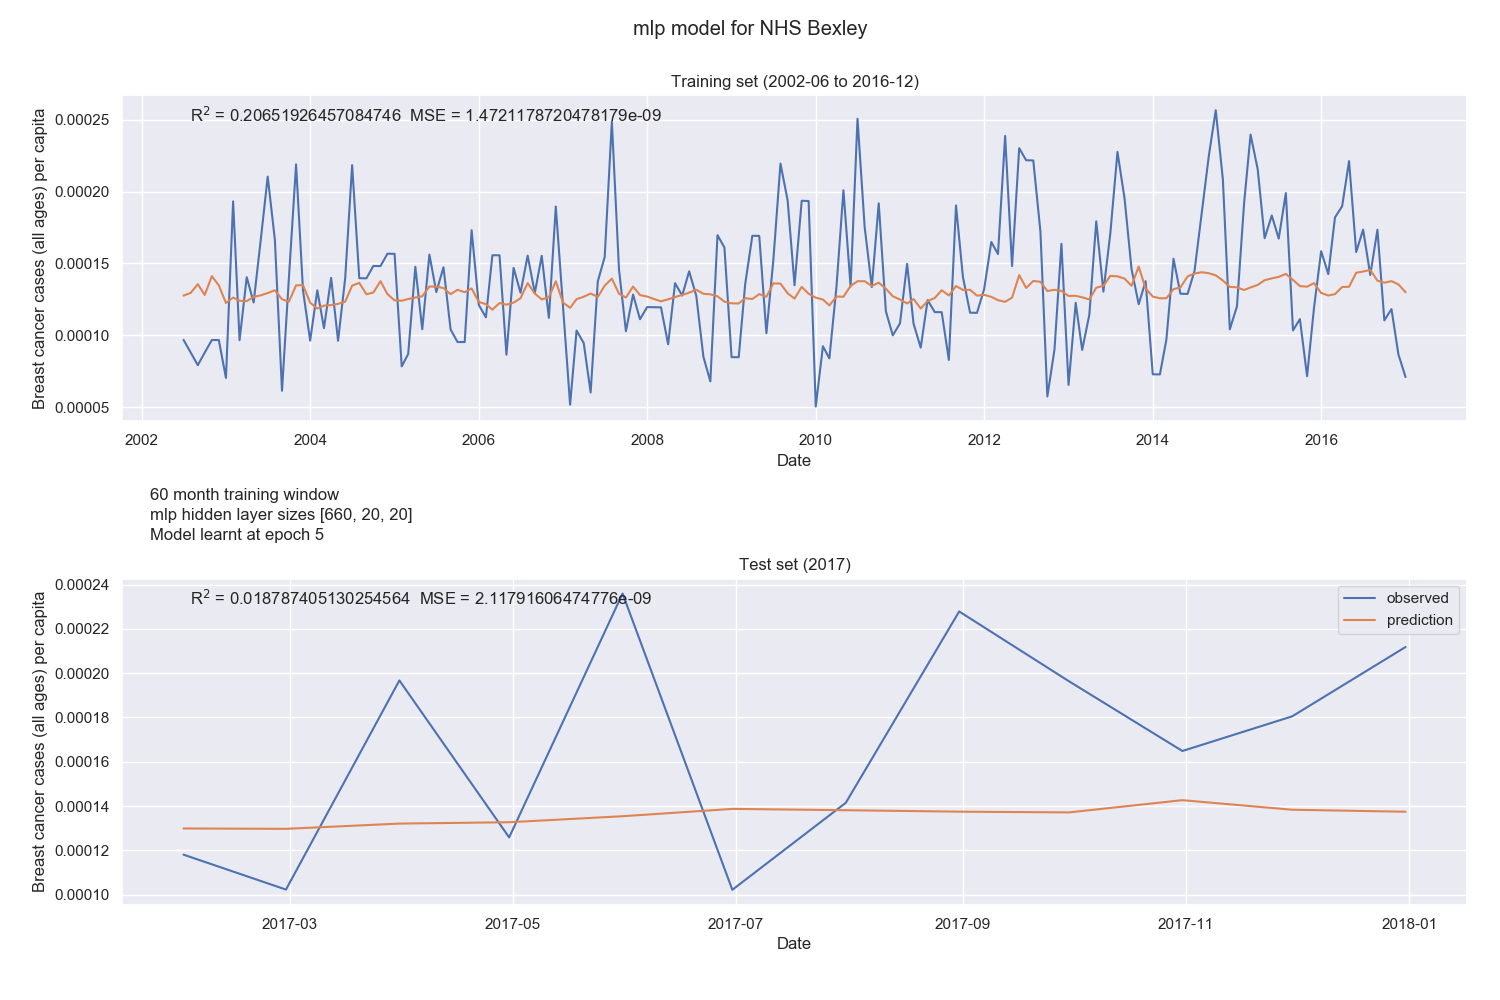 mlp model for NHS Bexley
Training set (2002-06 to 2016-12)
R² = 0.20651926457084746 MSE = 1.4721178720478179e-09
Breast cancer cases (all ages) per capita
0.00025
0.00020
0.00015
0.00010
0.00005
2002 2004 2006 2008 2010 2012 2014 2016
Date
60 month training window
mlp hidden layer sizes [660, 20, 20]
Model learnt at epoch 5
Test set (2017)
R² = 0.018787405130254564 MSE = 2.11791606474776e-09
observed
prediction
Breast cancer cases (all ages) per capita
0.00024
0.00022
0.00020
0.00018
0.00016
0.00014
0.00012
0.00010
2017-03 2017-05 2017-07 2017-09 2017-11 2018-01
Date